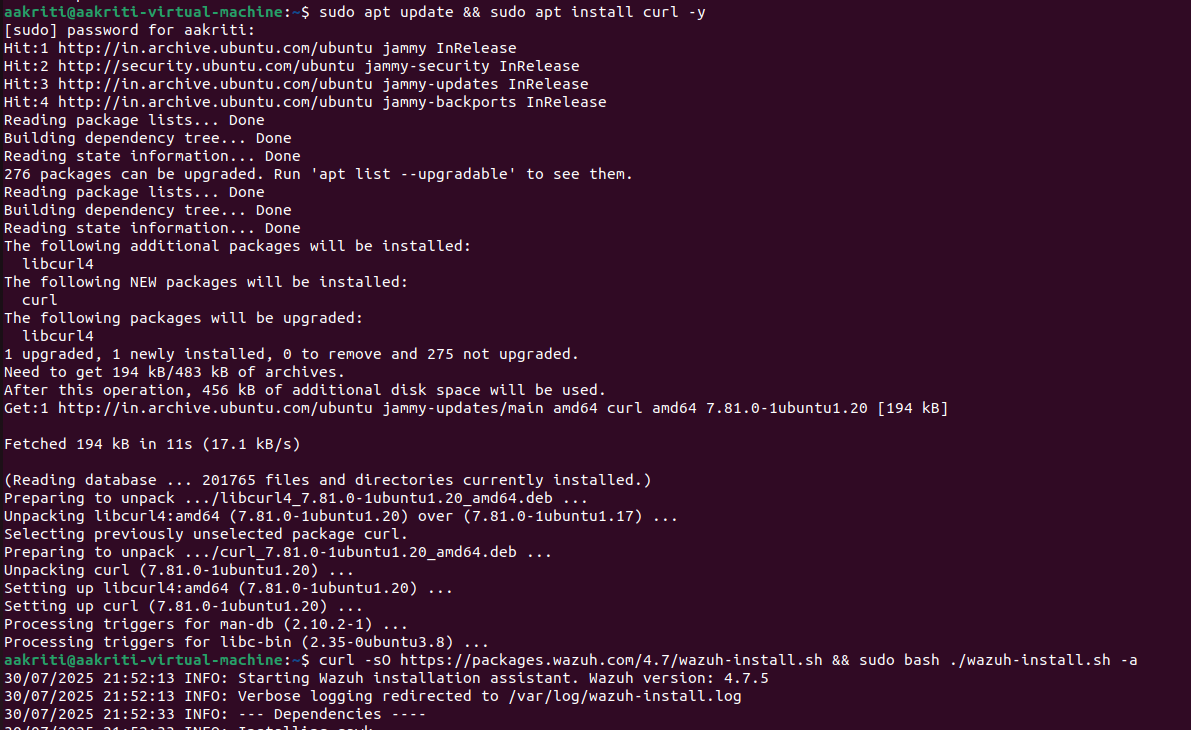 aakriti@aakriti-virtual-machine:~$ sudo apt update && sudo apt install curl -y
[sudo] password for aakriti:
Hit:1 http://in.archive.ubuntu.com/ubuntu jammy InRelease
Hit:2 http://security.ubuntu.com/ubuntu jammy-security InRelease
Hit:3 http://in.archive.ubuntu.com/ubuntu jammy-updates InRelease
Hit:4 http://in.archive.ubuntu.com/ubuntu jammy-backports InRelease
Reading package lists... Done
Building dependency tree... Done
Reading state information... Done
276 packages can be upgraded. Run 'apt list --upgradable' to see them.
Reading package lists... Done
Building dependency tree... Done
Reading state information... Done
The following additional packages will be installed:
  libcurl4
The following NEW packages will be installed:
  curl
The following packages will be upgraded:
  libcurl4
1 upgraded, 1 newly installed, 0 to remove and 275 not upgraded.
Need to get 194 kB/483 kB of archives.
After this operation, 456 kB of additional disk space will be used.
Get:1 http://in.archive.ubuntu.com/ubuntu jammy-updates/main amd64 curl amd64 7.81.0-1ubuntu1.20 [194 kB]
Fetched 194 kB in 11s (17.1 kB/s)
(Reading database ... 201765 files and directories currently installed.)
Preparing to unpack .../libcurl4_7.81.0-1ubuntu1.20_amd64.deb ...
Unpacking libcurl4:amd64 (7.81.0-1ubuntu1.20) over (7.81.0-1ubuntu1.17) ...
Selecting previously unselected package curl.
Preparing to unpack .../curl_7.81.0-1ubuntu1.20_amd64.deb ...
Unpacking curl (7.81.0-1ubuntu1.20) ...
Setting up libcurl4:amd64 (7.81.0-1ubuntu1.20) ...
Setting up curl (7.81.0-1ubuntu1.20) ...
Processing triggers for man-db (2.10.2-1) ...
Processing triggers for libc-bin (2.35-0ubuntu3.8) ...
aakriti@aakriti-virtual-machine:~$ curl -sO https://packages.wazuh.com/4.7/wazuh-install.sh && sudo bash ./wazuh-install.sh -a
30/07/2025 21:52:13 INFO: Starting Wazuh installation assistant. Wazuh version: 4.7.5
30/07/2025 21:52:13 INFO: Verbose logging redirected to /var/log/wazuh-install.log
30/07/2025 21:52:33 INFO: --- Dependencies ----